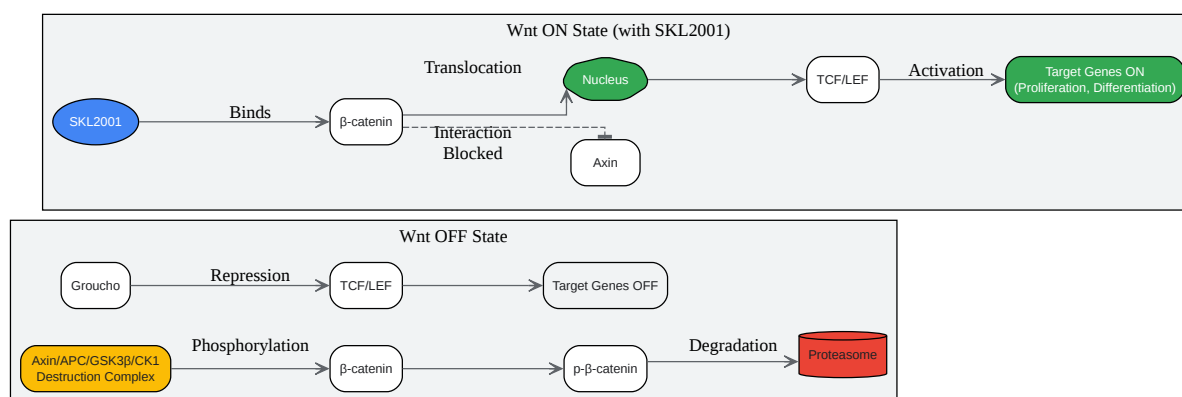 Wnt ON State (with SKL2001)
SKL2001
Binds
β-catenin
Translocation
Nucleus
Interaction
Blocked
Axin
TCF/LEF
Activation
Target Genes ON
(Proliferation, Differentiation)
Wnt OFF State
Groucho
Repression
TCF/LEF
Target Genes OFF
Axin/APC/GSK3β/CK1
Destruction Complex
Phosphorylation
β-catenin
p-β-catenin
Degradation
Proteasome